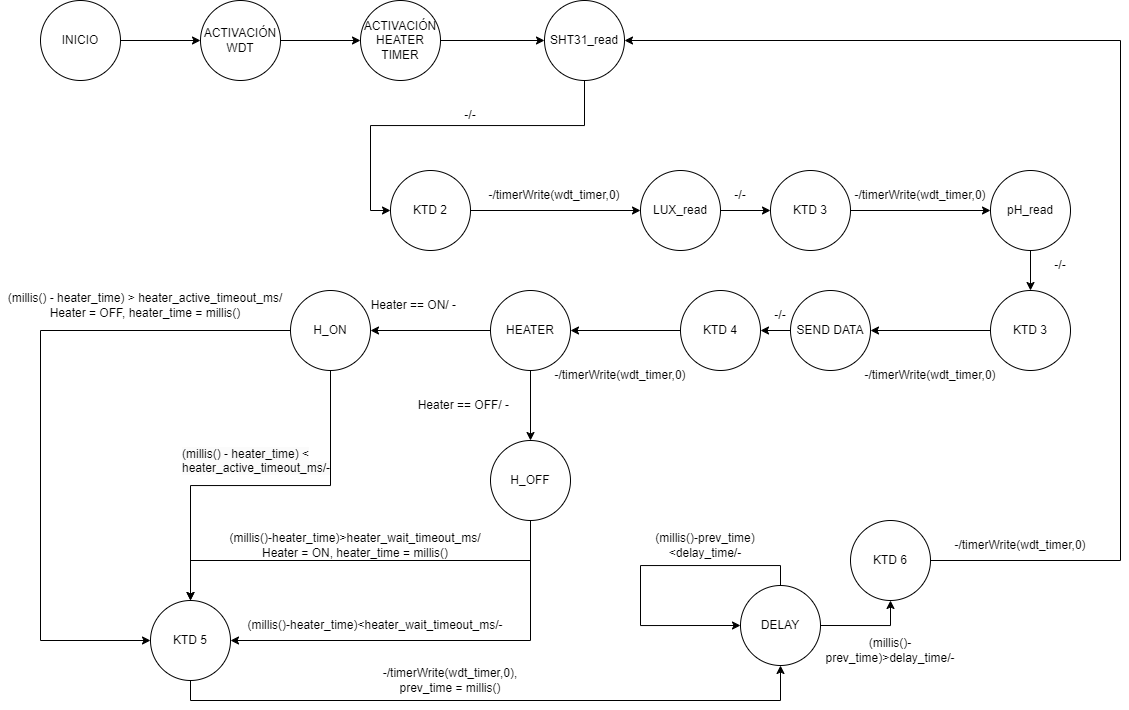 INICIO
ACTIVACIÓN
WDT
ACTIVACIÓN
HEATER
TIMER
SHT31_read
-/-
KTD 2
-/timerWrite(wdt_timer,0)
LUX_read
-/-
KTD 3
-/timerWrite(wdt_timer,0)
pH_read
-/-
(millis() - heater_time) > heater_active_timeout_ms/
Heater = OFF, heater_time = millis()
H_ON
Heater == ON/ -
HEATER
KTD 4
-/-
SEND DATA
KTD 3
-/timerWrite(wdt_timer,0)
-/timerWrite(wdt_timer,0)
Heater == OFF/ -
(millis() - heater_time) <
heater_active_timeout_ms/-
H_OFF
(millis()-heater_time)>heater_wait_timeout_ms/
Heater = ON, heater_time = millis()
(millis()-prev_time)
<delay_time/-
KTD 6
-/timerWrite(wdt_timer,0)
KTD 5
(millis()-heater_time)<heater_wait_timeout_ms/-
DELAY
(millis()-
prev_time)>delay_time/-
-/timerWrite(wdt_timer,0),
prev_time = millis()